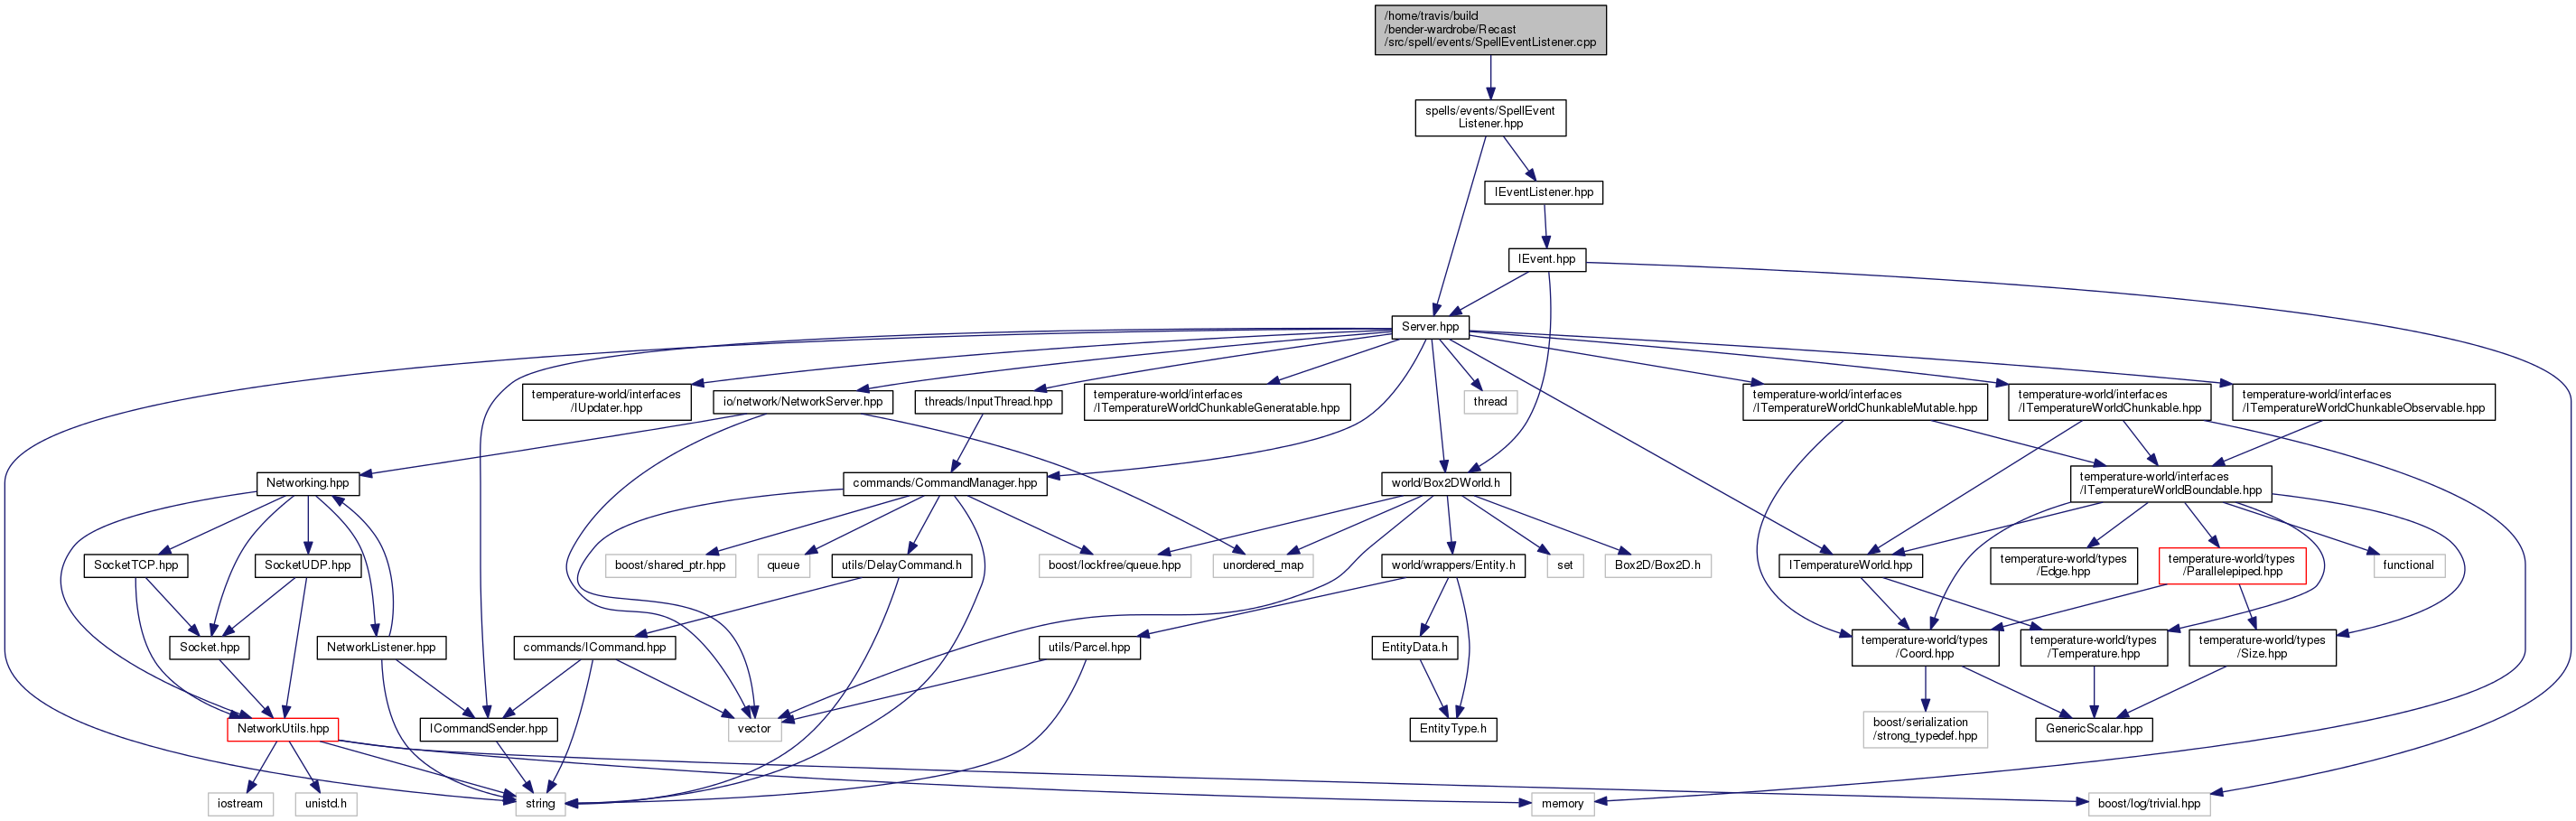 /home/travis/build
/bender-wardrobe/Recast
/src/spell/events/SpellEventListener.cpp
spells/events/SpellEvent
Listener.hpp
IEventListener.hpp
IEvent.hpp
Server.hpp
temperature-world/interfaces
/IUpdater.hpp
io/network/NetworkServer.hpp
threads/InputThread.hpp
temperature-world/interfaces
/ITemperatureWorldChunkableGeneratable.hpp
thread
temperature-world/interfaces
/ITemperatureWorldChunkableMutable.hpp
temperature-world/interfaces
/ITemperatureWorldChunkable.hpp
temperature-world/interfaces
/ITemperatureWorldChunkableObservable.hpp
Networking.hpp
commands/CommandManager.hpp
world/Box2DWorld.h
temperature-world/interfaces
/ITemperatureWorldBoundable.hpp
SocketTCP.hpp
SocketUDP.hpp
boost/shared_ptr.hpp
queue
utils/DelayCommand.h
boost/lockfree/queue.hpp
unordered_map
world/wrappers/Entity.h
set
Box2D/Box2D.h
ITemperatureWorld.hpp
temperature-world/types
/Edge.hpp
temperature-world/types
/Parallelepiped.hpp
functional
Socket.hpp
NetworkListener.hpp
commands/ICommand.hpp
utils/Parcel.hpp
EntityData.h
temperature-world/types
/Coord.hpp
temperature-world/types
/Temperature.hpp
temperature-world/types
/Size.hpp
NetworkUtils.hpp
ICommandSender.hpp
vector
EntityType.h
boost/serialization
/strong_typedef.hpp
GenericScalar.hpp
iostream
unistd.h
string
memory
boost/log/trivial.hpp